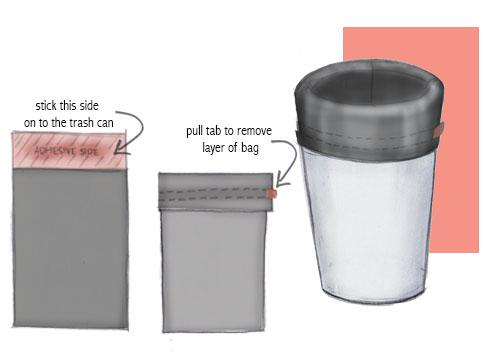 stick this side
on to the trash can
ADHESIVE SIDE
pull tab to remove
layer of bag